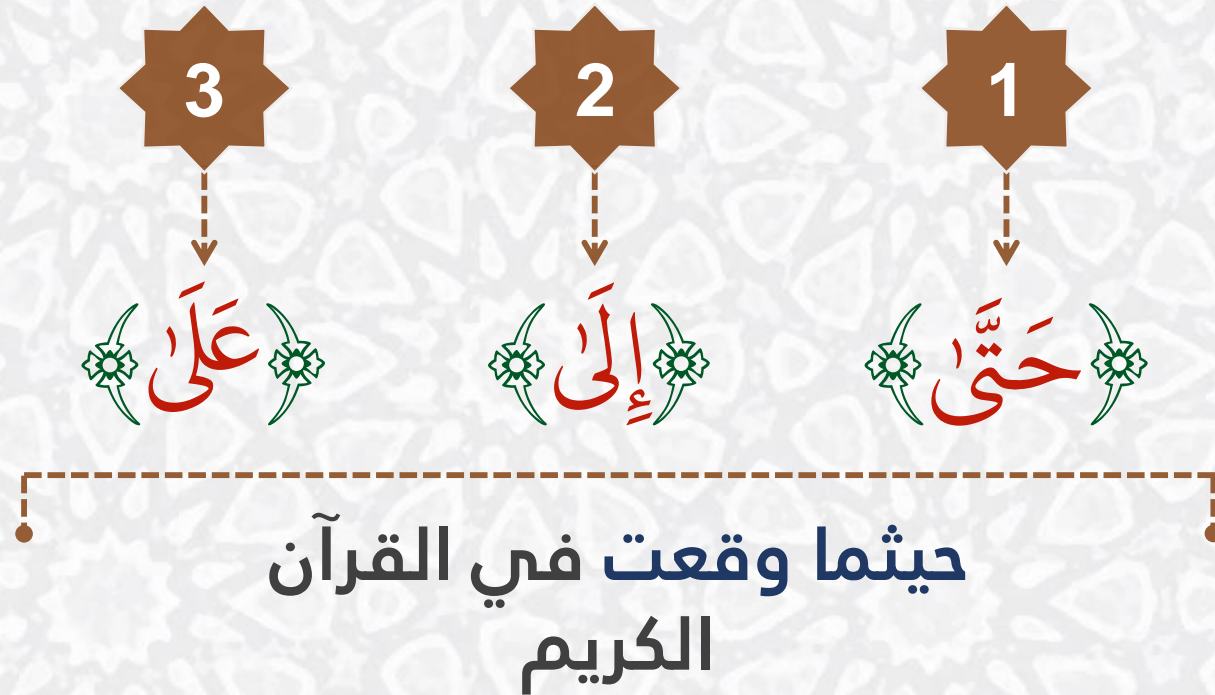 1 2 3
﴿حَتَّىٰ﴾ ﴿إِلَىٰ﴾ ﴿عَلَىٰ﴾
حيثما وقعت في القرآن
الكريم